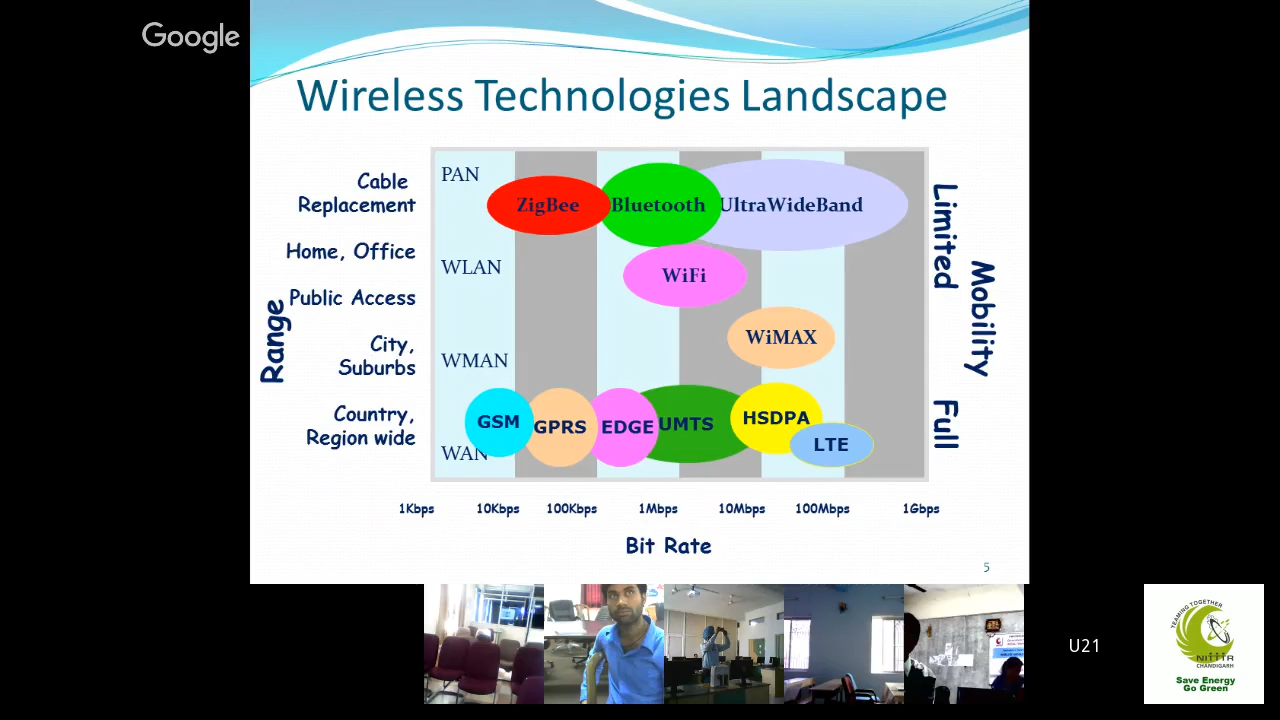 Google
Wireless Technologies Landscape
Cable
Replacement
Home, Office
Public Access
City,
Suburbs
Country,
Region wide
Range
PAN
ZigBee
Bluetooth
UltraWideBand
WLAN
WiFi
WiMAX
WMAN
GSM
GPRS
EDGE
UMTS
HSDPA
LTE
WAN
Limited
Mobility
Full
1Kbps
10Kbps
100Kbps
1Mbps
10Mbps
100Mbps
1Gbps
Bit Rate
5
U21
TEAMING TOGETHER
NITTTR
CHANDIGARH
Save Energy
Go Green